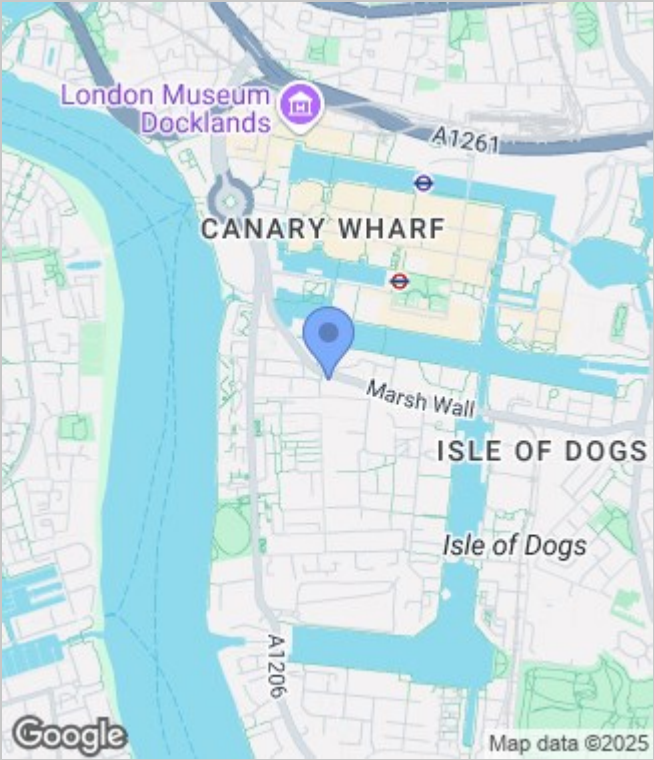 London Museum
Docklands
A1261
CANARY WHARF
Marsh Wall
ISLE OF DOGS
Isle of Dogs
A1206
Google
Map data ©2025